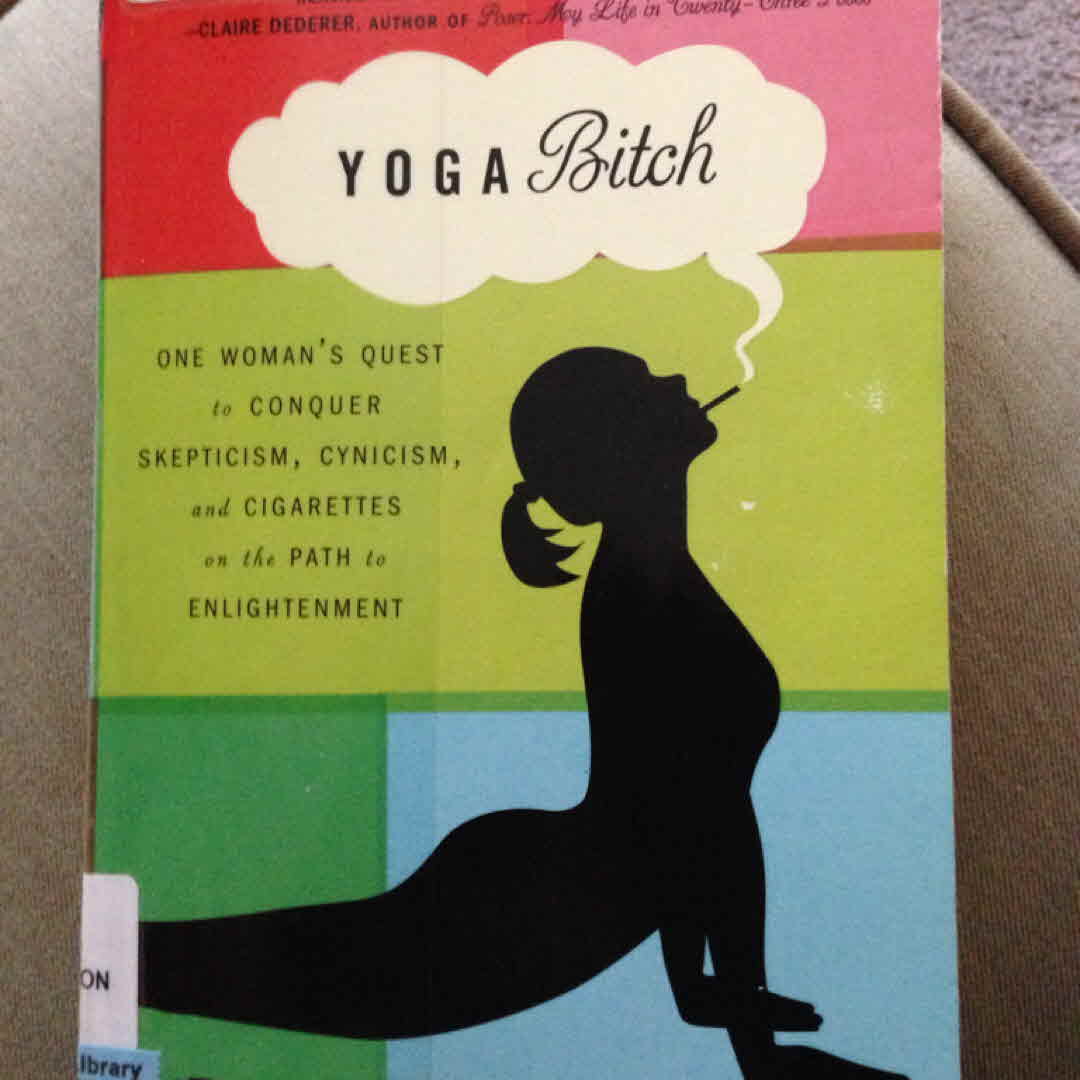 —CLAIRE DEDERER, AUTHOR OF Poser: My Life in Twenty-Three Poses
YOGA Bitch
ONE WOMAN'S QUEST
to CONQUER
SKEPTICISM, CYNICISM,
and CIGARETTES
on the PATH to
ENLIGHTENMENT
ON
library